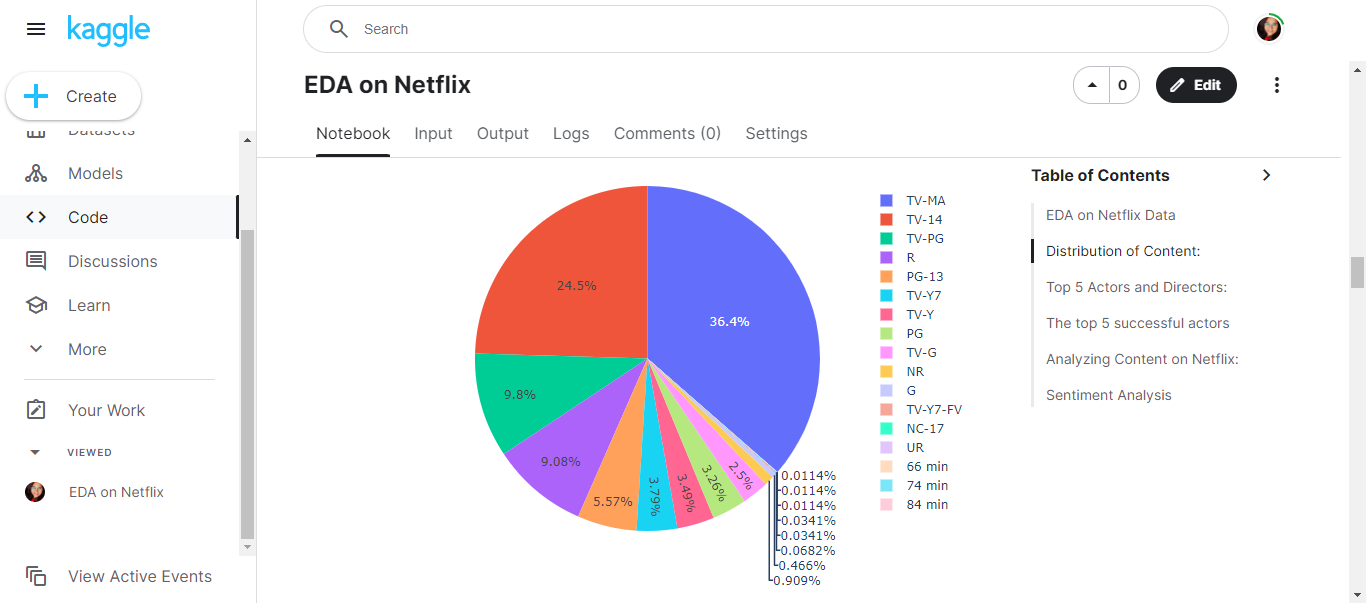 kaggle
Search
Create
Datasets
Models
Code
Discussions
Learn
More
Your Work
VIEWED
EDA on Netflix
View Active Events
EDA on Netflix
0
Edit
Notebook
Input
Output
Logs
Comments (0)
Settings
24.5%
36.4%
9.8%
9.08%
5.57%
3.79%
3.49%
3.26%
2.5%
0.0114%
0.0114%
0.0114%
0.0341%
0.0341%
0.0682%
0.466%
0.909%
TV-MA
TV-14
TV-PG
R
PG-13
TV-Y7
TV-Y
PG
TV-G
NR
G
TV-Y7-FV
NC-17
UR
66 min
74 min
84 min
Table of Contents
EDA on Netflix Data
Distribution of Content:
Top 5 Actors and Directors:
The top 5 successful actors
Analyzing Content on Netflix:
Sentiment Analysis